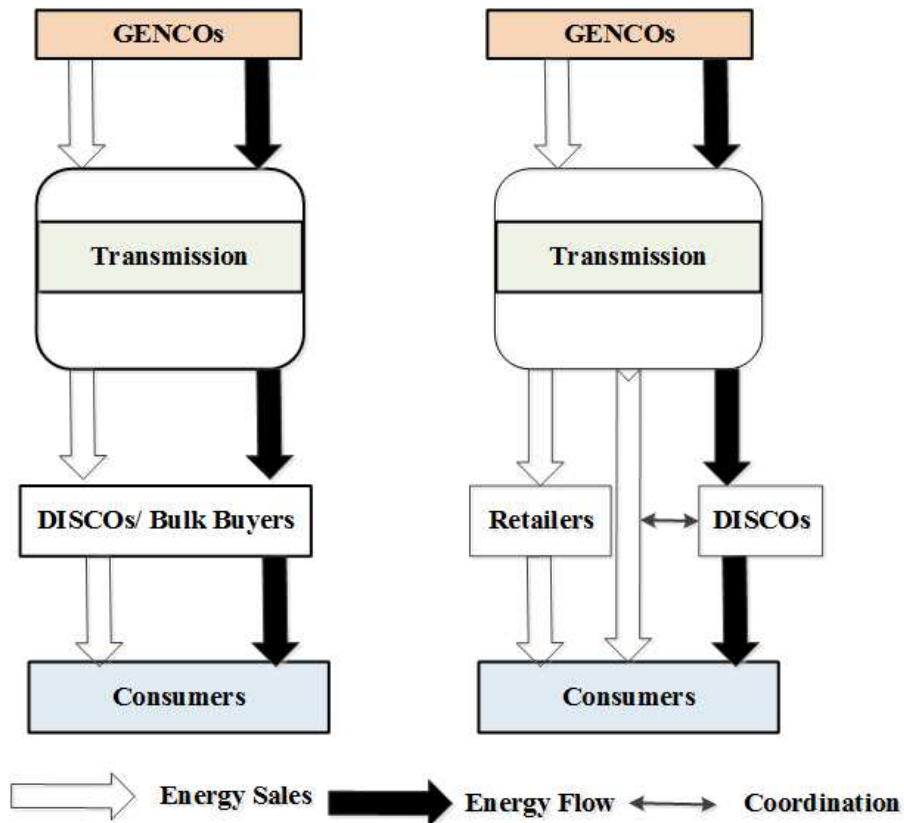 GENCOs
Transmission
DISCOs/ Bulk Buyers
Consumers
GENCOs
Transmission
Retailers
DISCOs
Consumers
Energy Sales
Energy Flow
Coordination